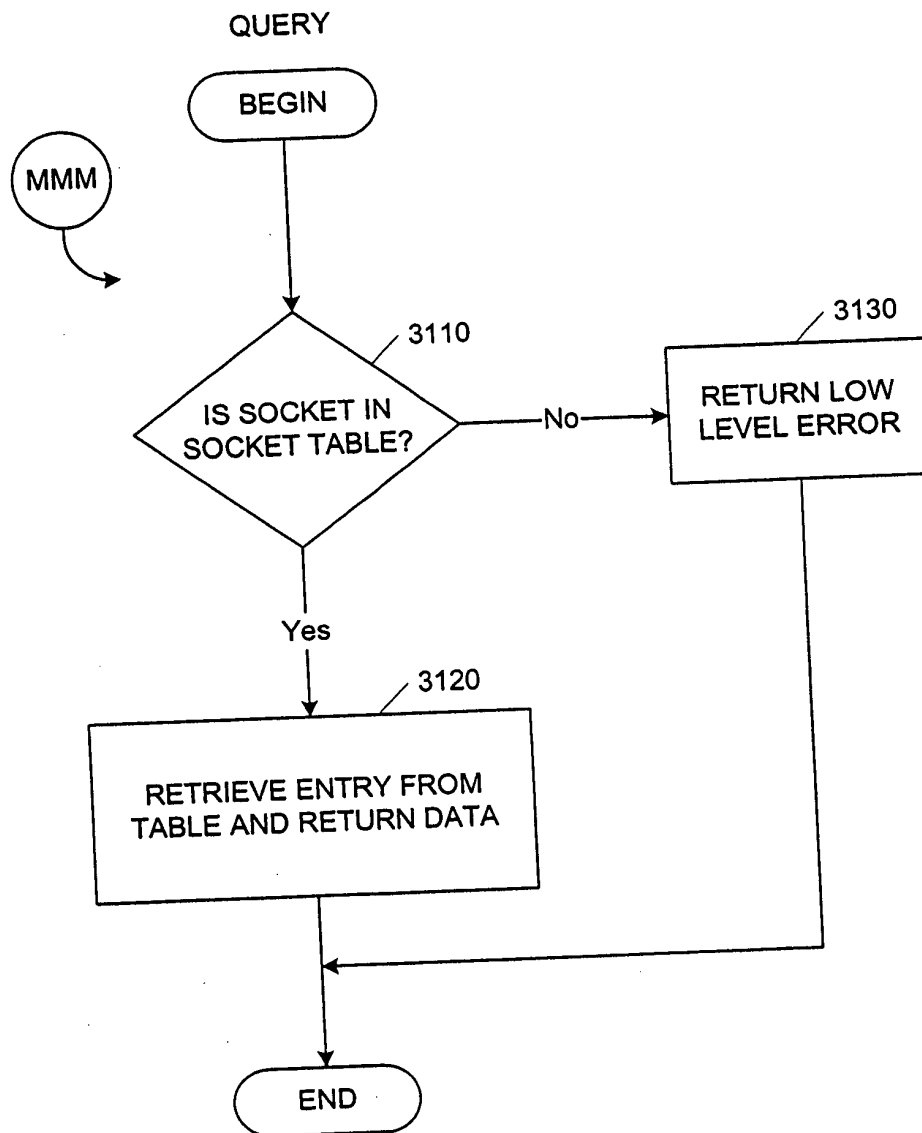 QUERY
BEGIN
MMM
3110
IS SOCKET IN
SOCKET TABLE?
No
3130
RETURN LOW
LEVEL ERROR
Yes
3120
RETRIEVE ENTRY FROM
TABLE AND RETURN DATA
END